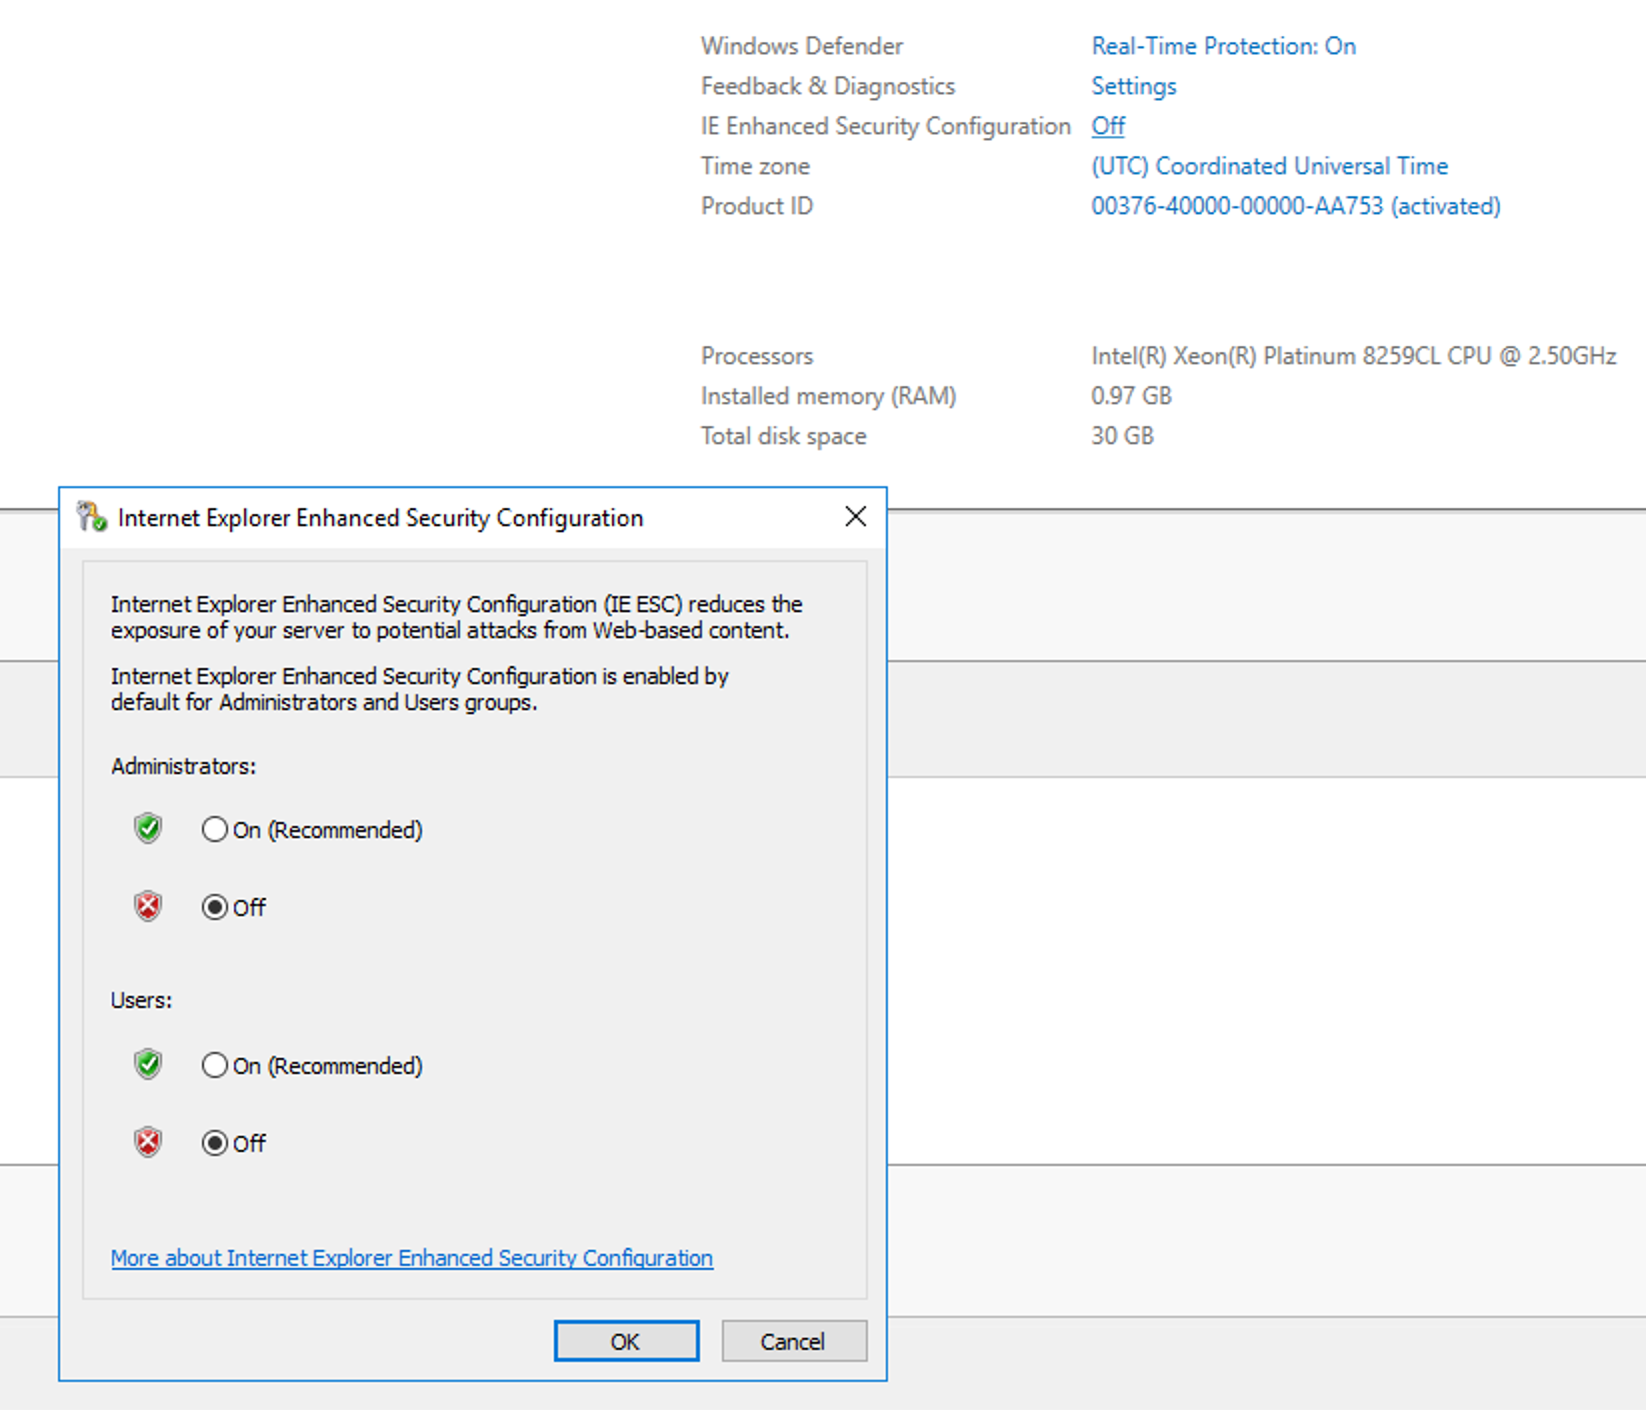 Windows Defender Real-Time Protection: On
Feedback & Diagnostics Settings
IE Enhanced Security Configuration Off
Time zone (UTC) Coordinated Universal Time
Product ID 00376-40000-00000-AA753 (activated)
Processors Intel(R) Xeon(R) Platinum 8259CL CPU @ 2.50GHz
Installed memory (RAM) 0.97 GB
Total disk space 30 GB
Internet Explorer Enhanced Security Configuration
Internet Explorer Enhanced Security Configuration (IE ESC) reduces the
exposure of your server to potential attacks from Web-based content.
Internet Explorer Enhanced Security Configuration is enabled by
default for Administrators and Users groups.
Administrators:
On (Recommended)
Off
Users:
On (Recommended)
Off
More about Internet Explorer Enhanced Security Configuration
OK Cancel